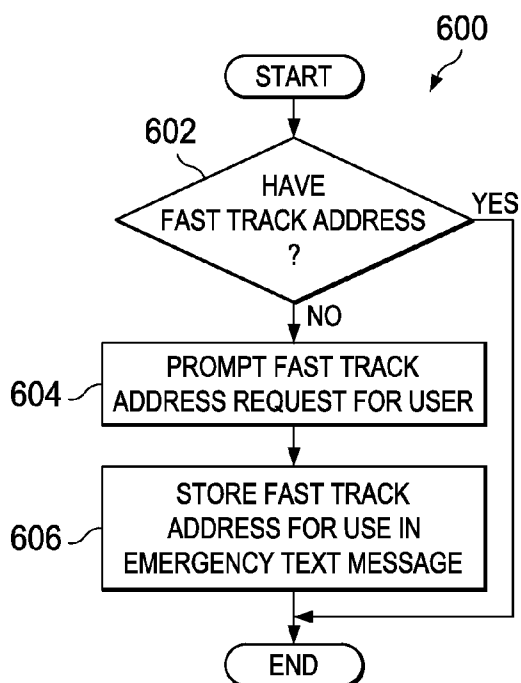 600
START
602
HAVE
FAST TRACK ADDRESS
?
YES
NO
604
PROMPT FAST TRACK
ADDRESS REQUEST FOR USER
606
STORE FAST TRACK
ADDRESS FOR USE IN
EMERGENCY TEXT MESSAGE
END